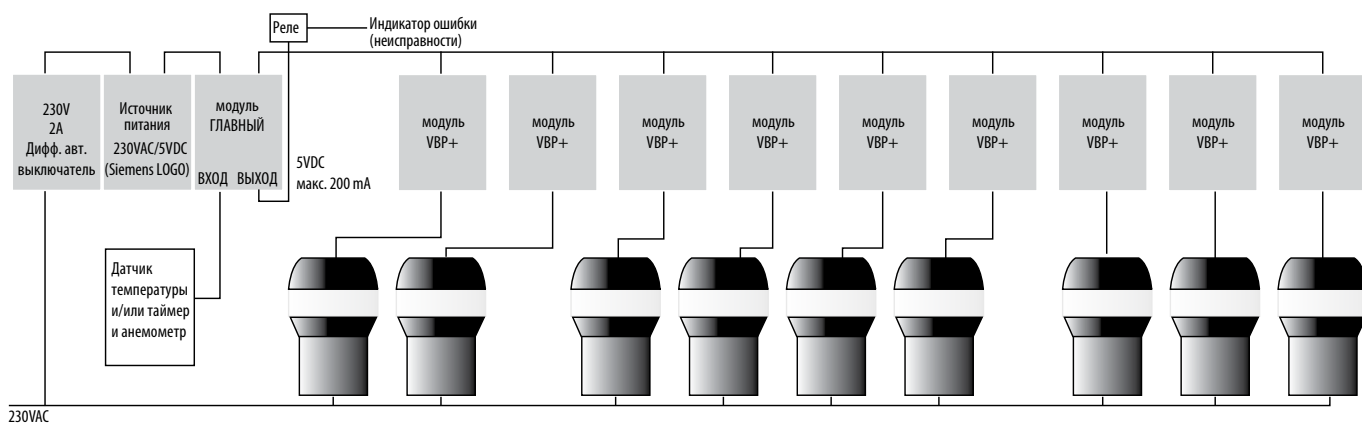 Реле
Индикатор ошибки
(неисправности)
230V
2A
Дифф. авт.
выключатель
Источник
питания
230VAC/5VDC
(Siemens LOGO)
модуль
ГЛАВНЫЙ
ВХОД ВЫХОД
5VDC
макс. 200 mA
модуль
VBP+
модуль
VBP+
модуль
VBP+
модуль
VBP+
модуль
VBP+
модуль
VBP+
модуль
VBP+
модуль
VBP+
модуль
VBP+
Датчик
температуры
и/или таймер
и анемометр
230VAC